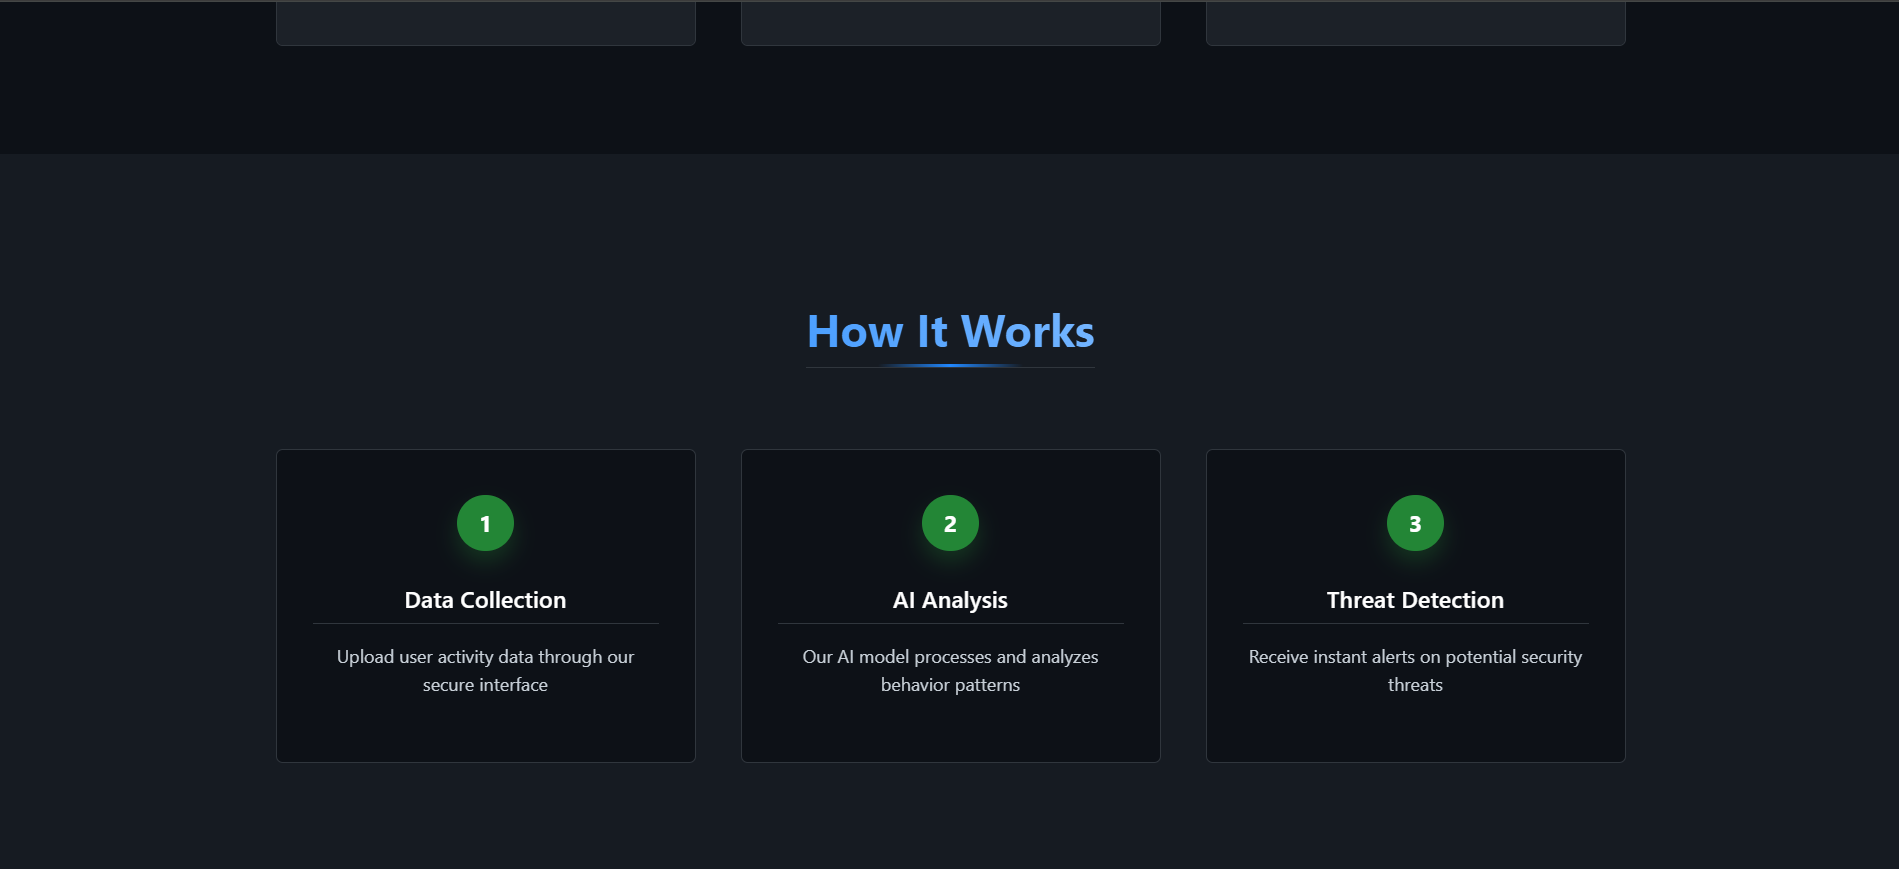 How It Works
1
Data Collection
Upload user activity data through our
secure interface
2
AI Analysis
Our AI model processes and analyzes
behavior patterns
3
Threat Detection
Receive instant alerts on potential security
threats